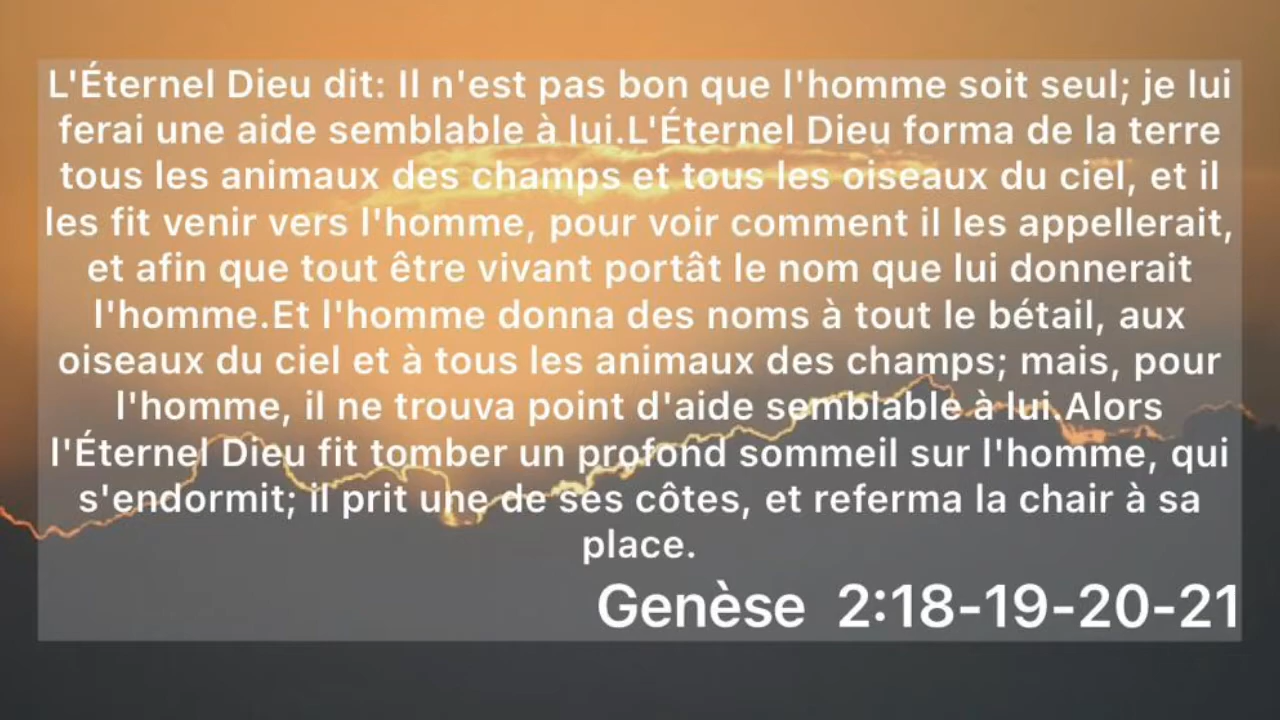 L'Éternel Dieu dit: Il n'est pas bon que l'homme soit seul; je lui
ferai une aide semblable à lui.L'Éternel Dieu forma de la terre
tous les animaux des champs et tous les oiseaux du ciel, et il
les fit venir vers l'homme, pour voir comment il les appellerait,
et afin que tout être vivant portât le nom que lui donnerait
l'homme.Et l'homme donna des noms à tout le bétail, aux
oiseaux du ciel et à tous les animaux des champs; mais, pour
l'homme, il ne trouva point d'aide semblable à lui.Alors
l'Éternel Dieu fit tomber un profond sommeil sur l'homme, qui
s'endormit; il prit une de ses côtes, et referma la chair à sa
place.
Genèse 2:18-19-20-21